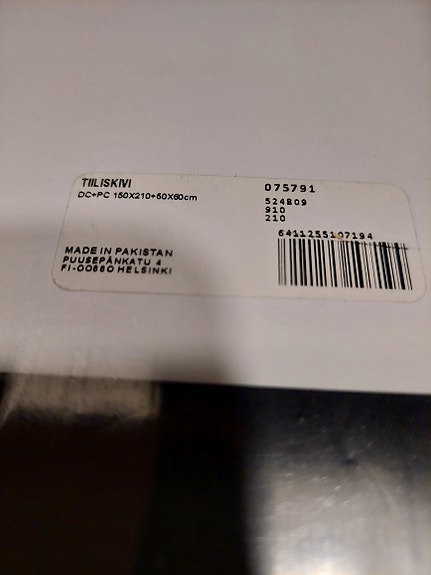 TIILISKIVI
DC+PC 150X210+50X60cm
075791
524809
910
210
6411255107194
MADE IN PAKISTAN
PUUSEPÄNKATU 4
FI-00880 HELSINKI